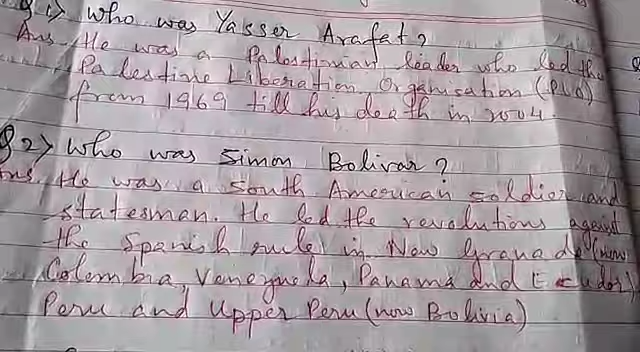 Q 1) Who was Yasser Arafat?
Ans. He was a Palestinian leader who led the
Palestine Liberation Organisation (PLO)
from 1969 till his death in 2004.
Q 2) Who was Simon Bolivar?
Ans. He was a South American soldier and
statesman. He led the revolutions against
the Spanish rule in New Granada (now
Colombia, Venezuela, Panama and Ecuador)
Peru and Upper Peru (now Bolivia)